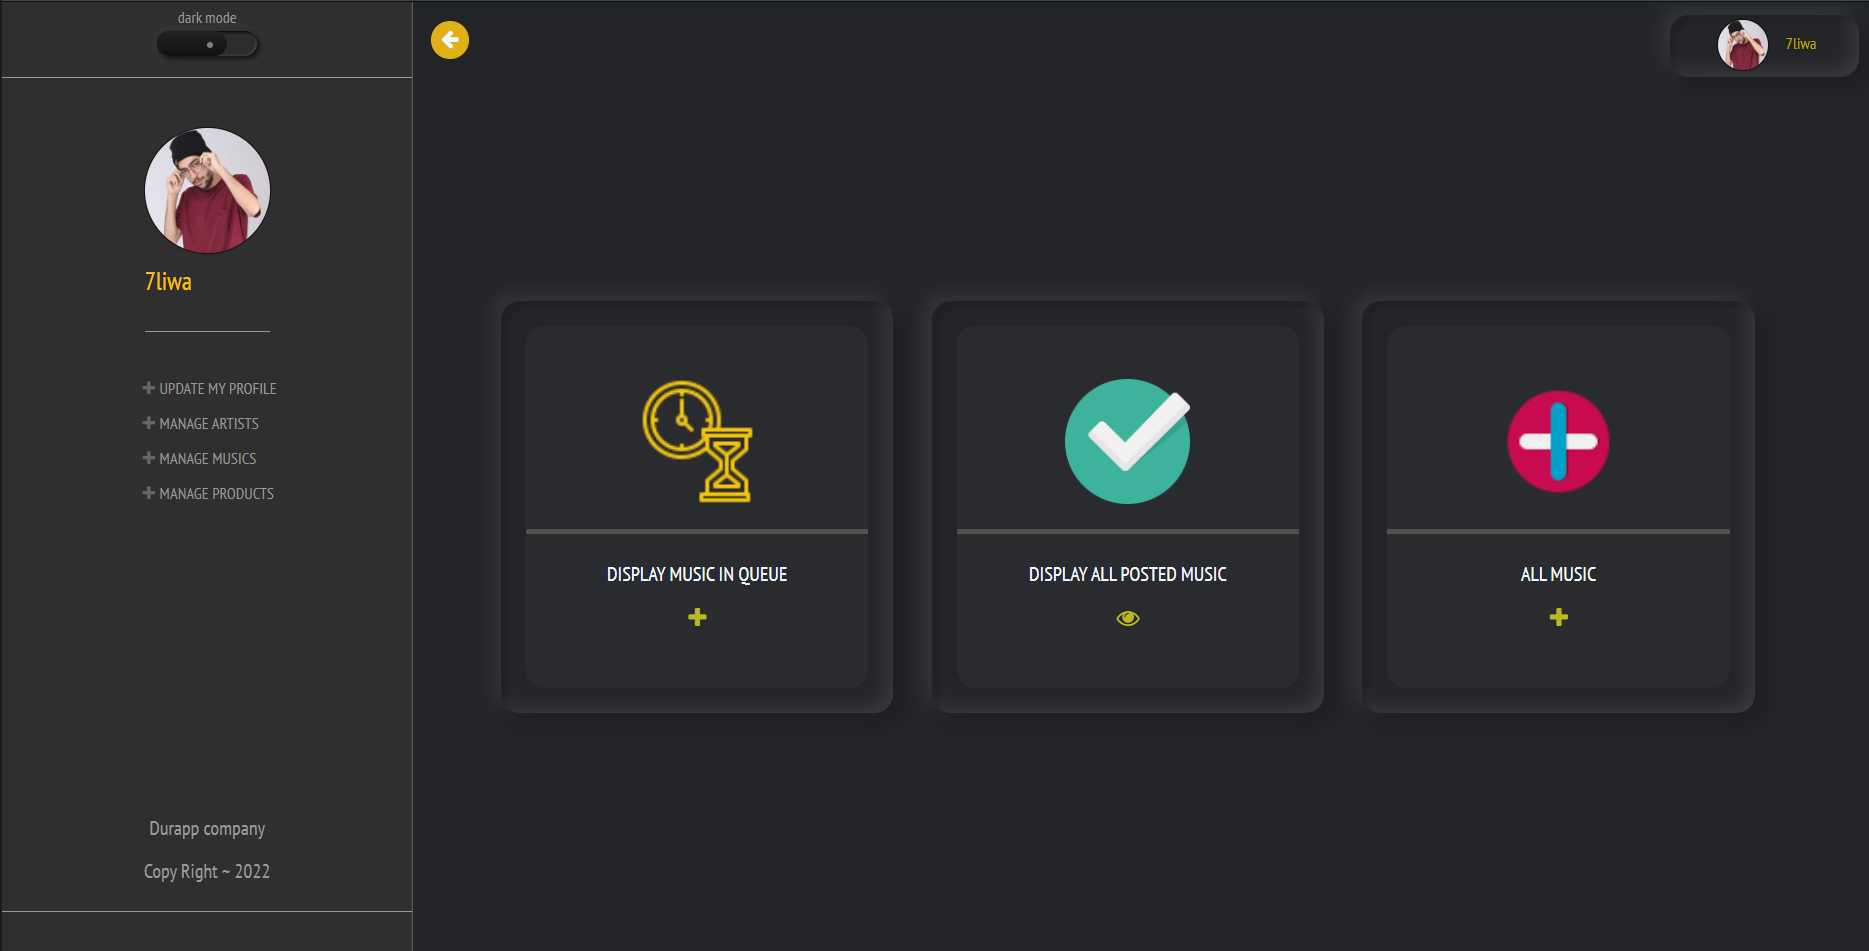 dark mode
7liwa
7liwa
UPDATE MY PROFILE
MANAGE ARTISTS
MANAGE MUSICS
MANAGE PRODUCTS
DISPLAY MUSIC IN QUEUE
DISPLAY ALL POSTED MUSIC
ALL MUSIC
Durapp company
Copy Right ~ 2022